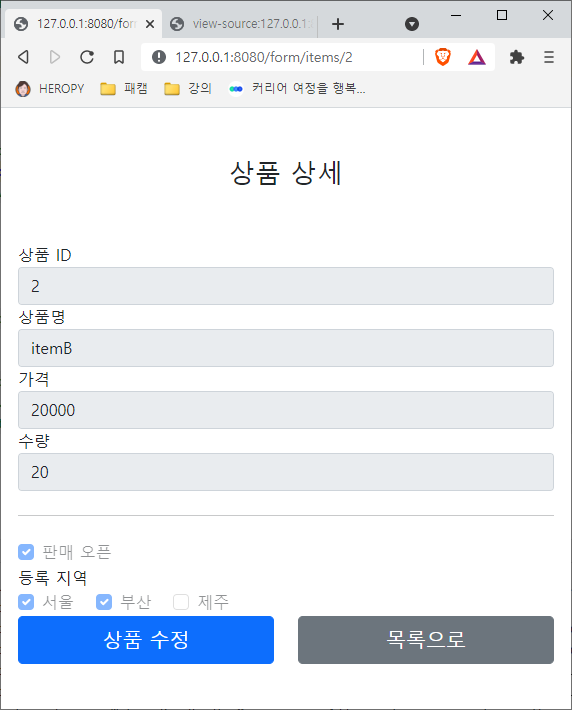 127.0.0.1:8080/form
view-source:127.0.0.1:8
127.0.0.1:8080/form/items/2
HEROPY 패캠 강의 커리어 여정을 행복...
상품 상세
상품 ID
2
상품명
itemB
가격
20000
수량
20
판매 오픈
등록 지역
서울 부산 제주
상품 수정 목록으로